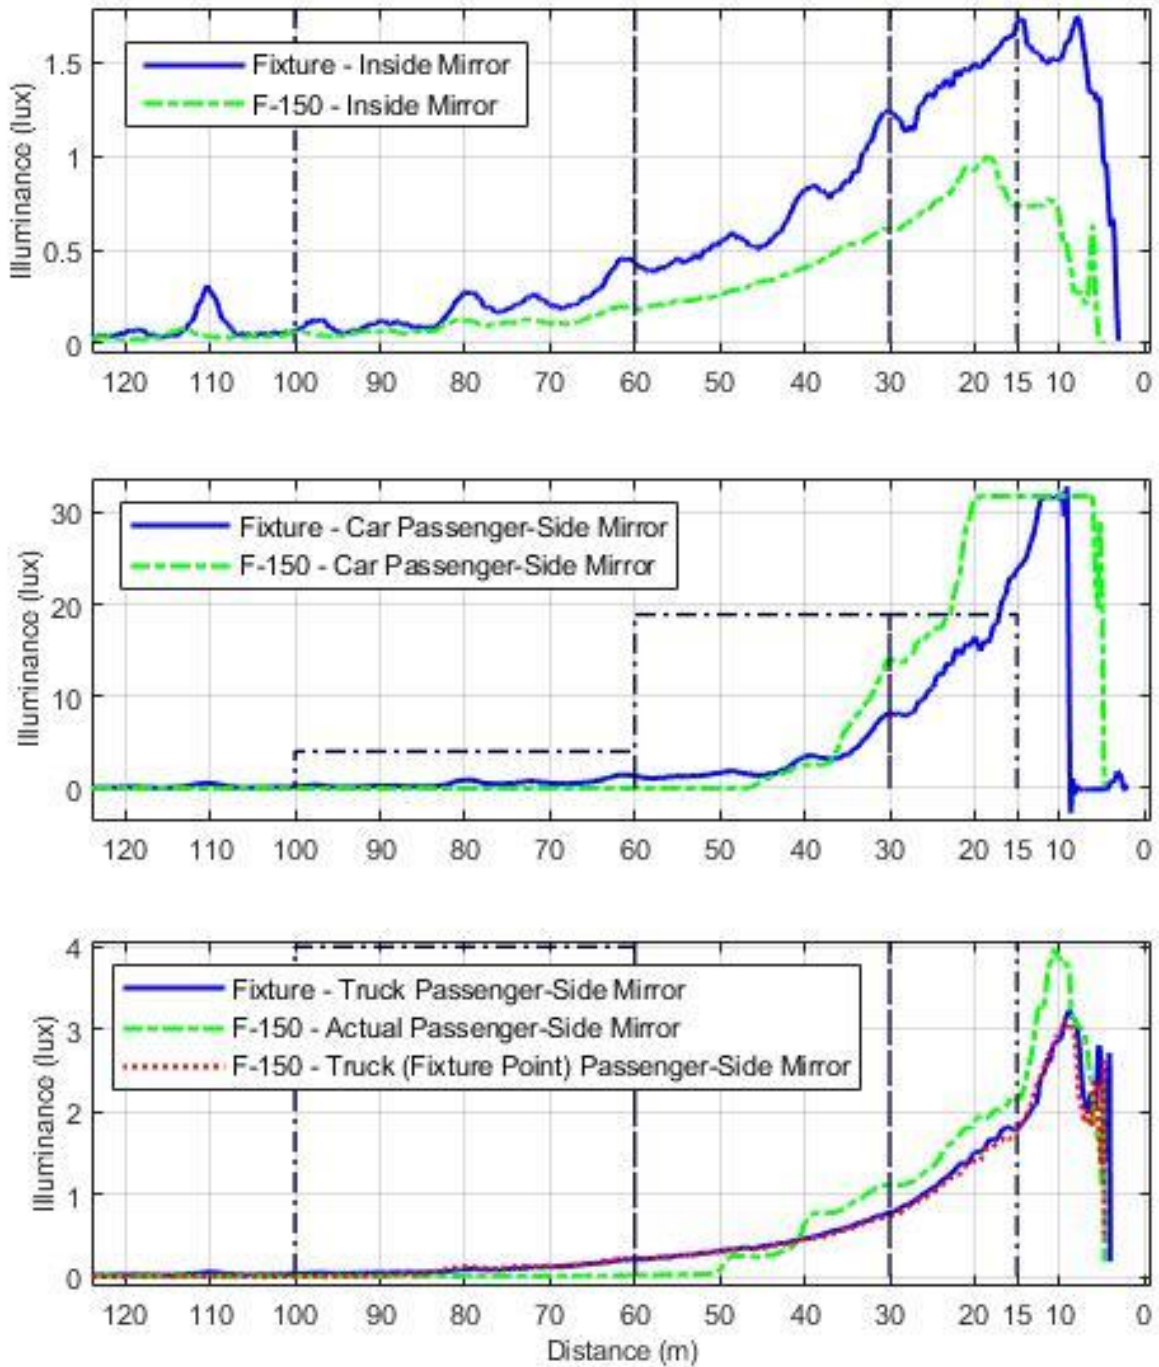 Illuminance (lux)
1.5
1
0.5
0
Fixture - Inside Mirror
F-150 - Inside Mirror
120 110 100 90 80 70 60 50 40 30 20 15 10 0
Illuminance (lux)
30
20
10
0
Fixture - Car Passenger-Side Mirror
F-150 - Car Passenger-Side Mirror
120 110 100 90 80 70 60 50 40 30 20 15 10 0
Illuminance (lux)
4
3
2
1
0
Fixture - Truck Passenger-Side Mirror
F-150 - Actual Passenger-Side Mirror
F-150 - Truck (Fixture Point) Passenger-Side Mirror
120 110 100 90 80 70 60 50 40 30 20 15 10 0
Distance (m)